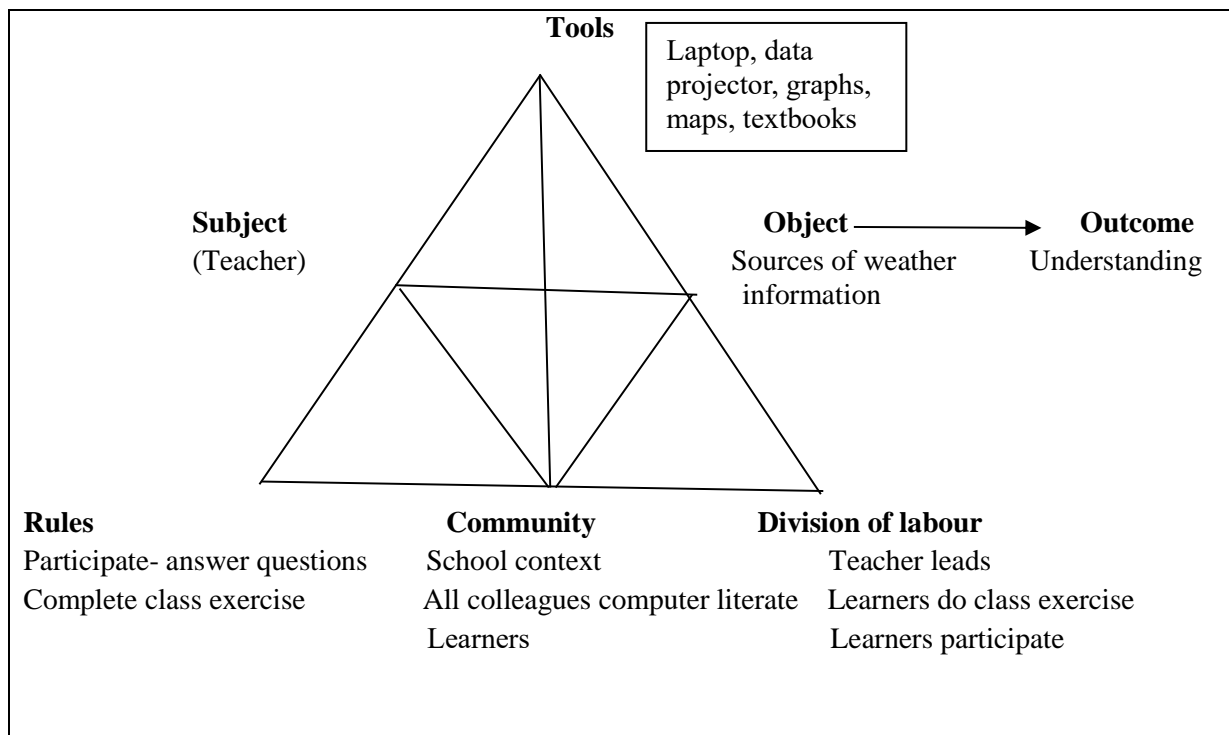 Tools
Laptop, data
projector, graphs,
maps, textbooks
Subject
(Teacher)
Object
Sources of weather
information
Outcome
Understanding
Rules
Participate- answer questions
Complete class exercise
Community
School context
All colleagues computer literate
Learners
Division of labour
Teacher leads
Learners do class exercise
Learners participate